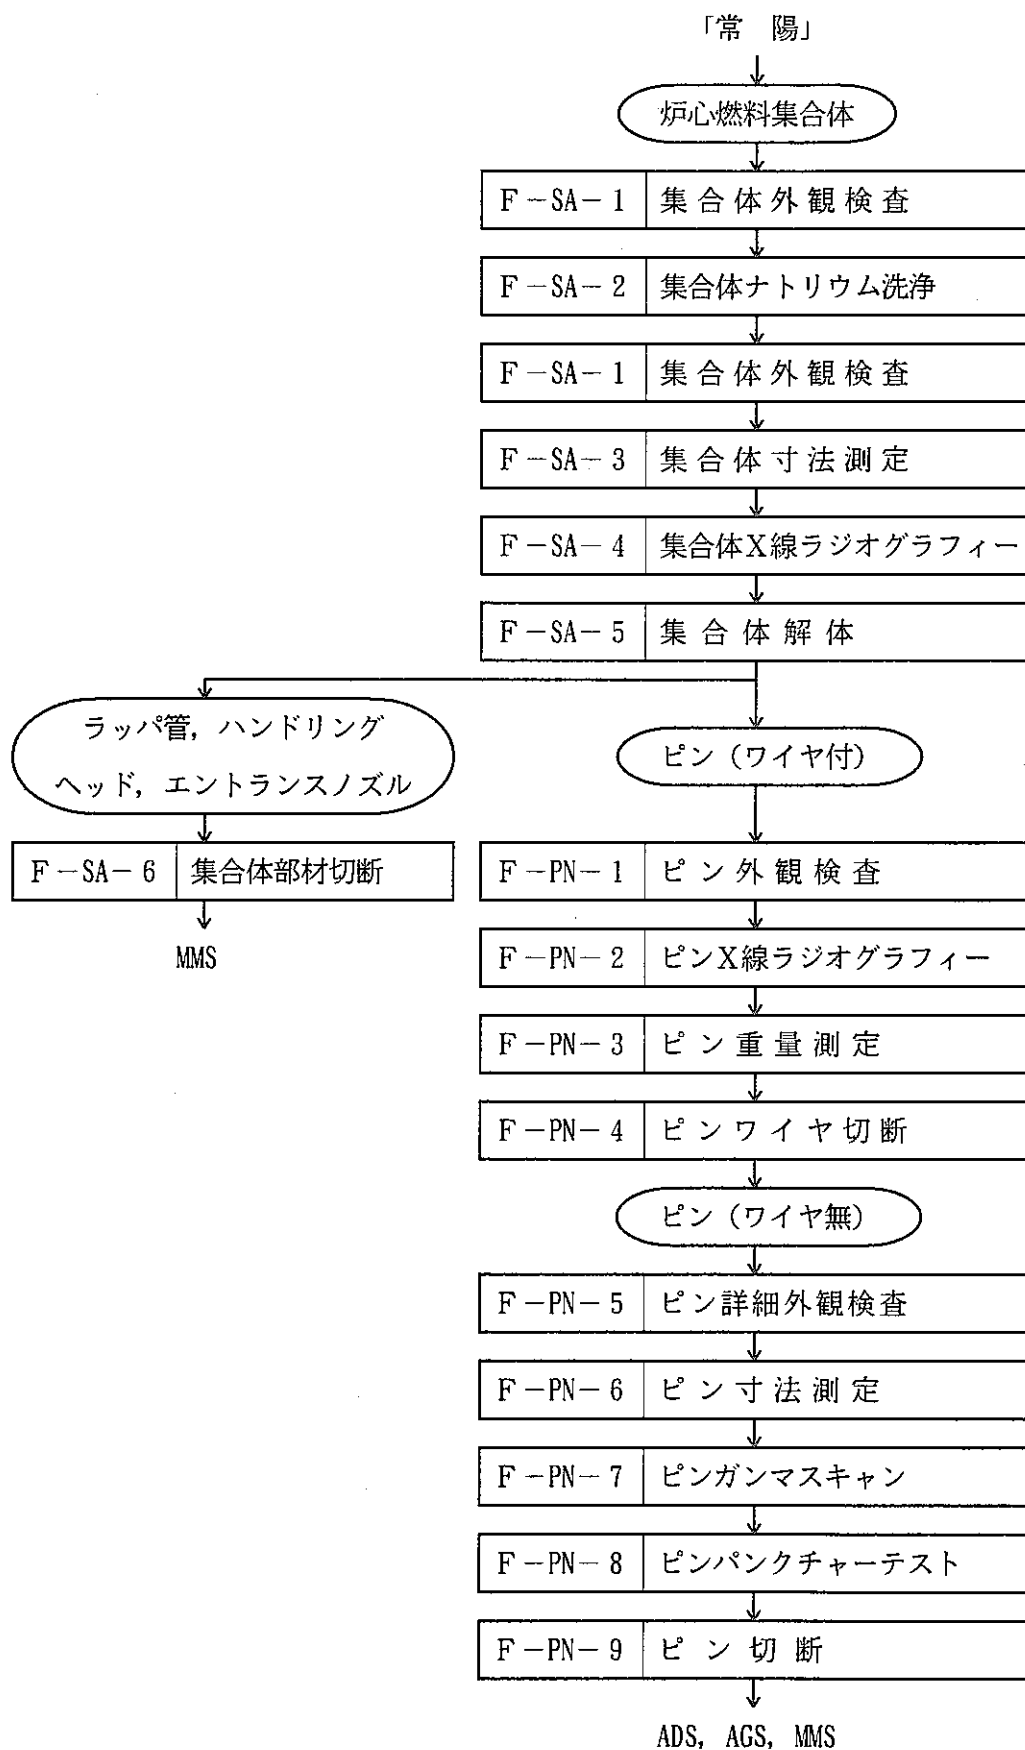 「常　陽」
炉心燃料集合体
F－SA－1 集合体外観検査
F－SA－2 集合体ナトリウム洗浄
F－SA－1 集合体外観検査
F－SA－3 集合体寸法測定
F－SA－4 集合体X線ラジオグラフィー
F－SA－5 集合体解体
ラッパ管，ハンドリング
ヘッド，エントランスノズル
ピン（ワイヤ付）
F－SA－6 集合体部材切断
MMS
F－PN－1 ピン外観検査
F－PN－2 ピンX線ラジオグラフィー
F－PN－3 ピン重量測定
F－PN－4 ピンワイヤ切断
ピン（ワイヤ無）
F－PN－5 ピン詳細外観検査
F－PN－6 ピン寸法測定
F－PN－7 ピンガンマスキャン
F－PN－8 ピンパンクチャーテスト
F－PN－9 ピン切断
ADS，AGS，MMS